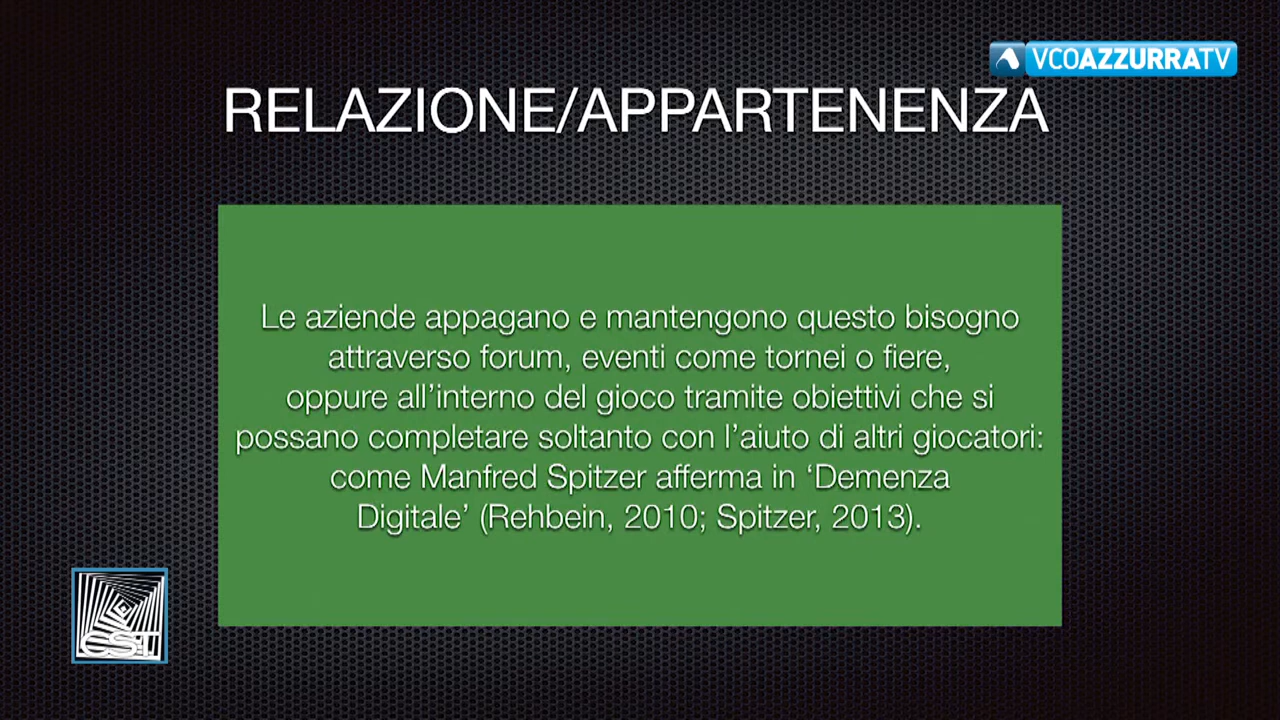 VCOAZZURRATV
RELAZIONE/APPARTENENZA
Le aziende appagano e mantengono questo bisogno
attraverso forum, eventi come tornei o fiere,
oppure all’interno del gioco tramite obiettivi che si
possano completare soltanto con l’aiuto di altri giocatori:
come Manfred Spitzer afferma in ‘Demenza
Digitale’ (Rehbein, 2010; Spitzer, 2013).
CST